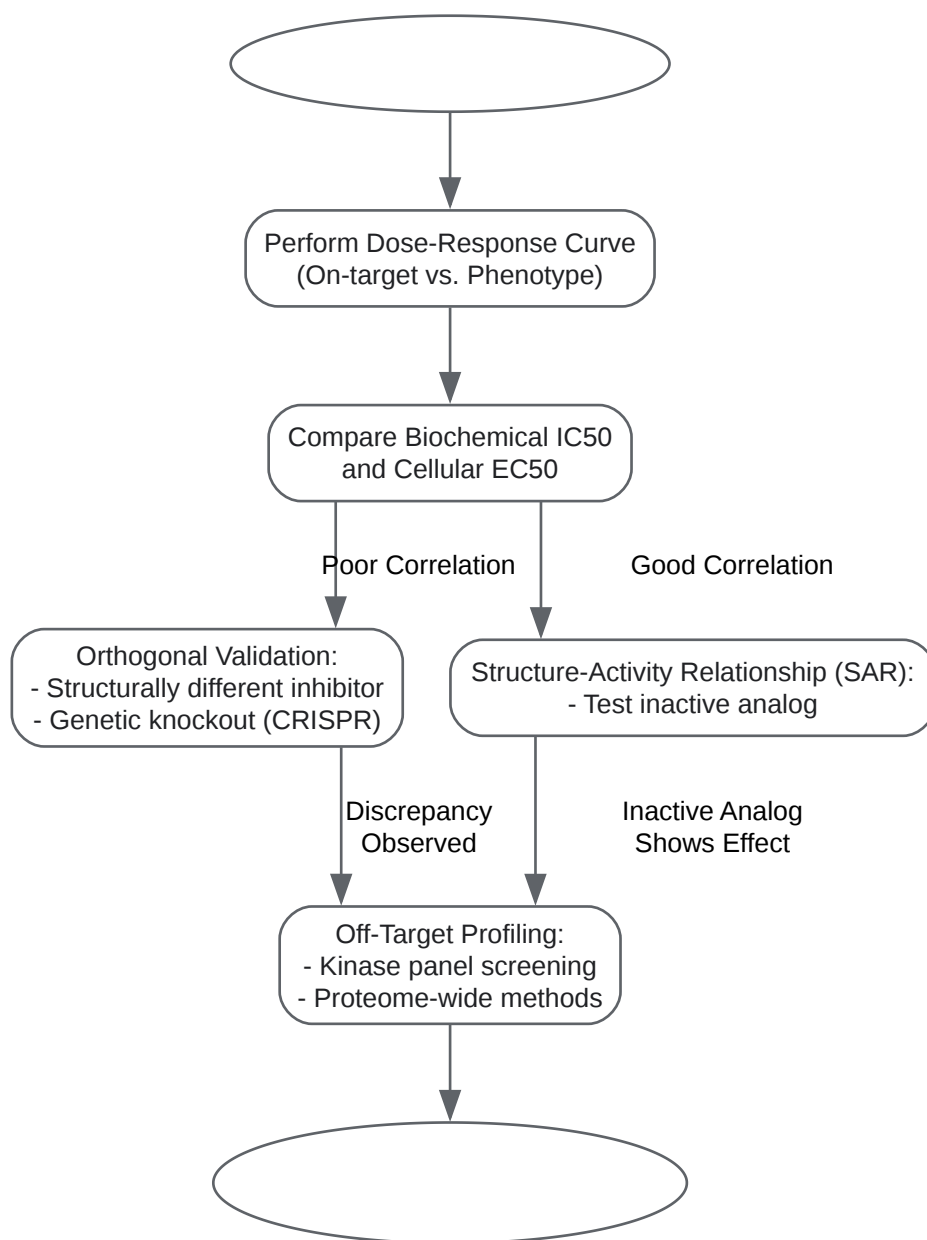 Perform Dose-Response Curve
(On-target vs. Phenotype)
Compare Biochemical IC50
and Cellular EC50
Poor Correlation
Good Correlation
Orthogonal Validation:
- Structurally different inhibitor
- Genetic knockout (CRISPR)
Structure-Activity Relationship (SAR):
- Test inactive analog
Discrepancy
Observed
Inactive Analog
Shows Effect
Off-Target Profiling:
- Kinase panel screening
- Proteome-wide methods